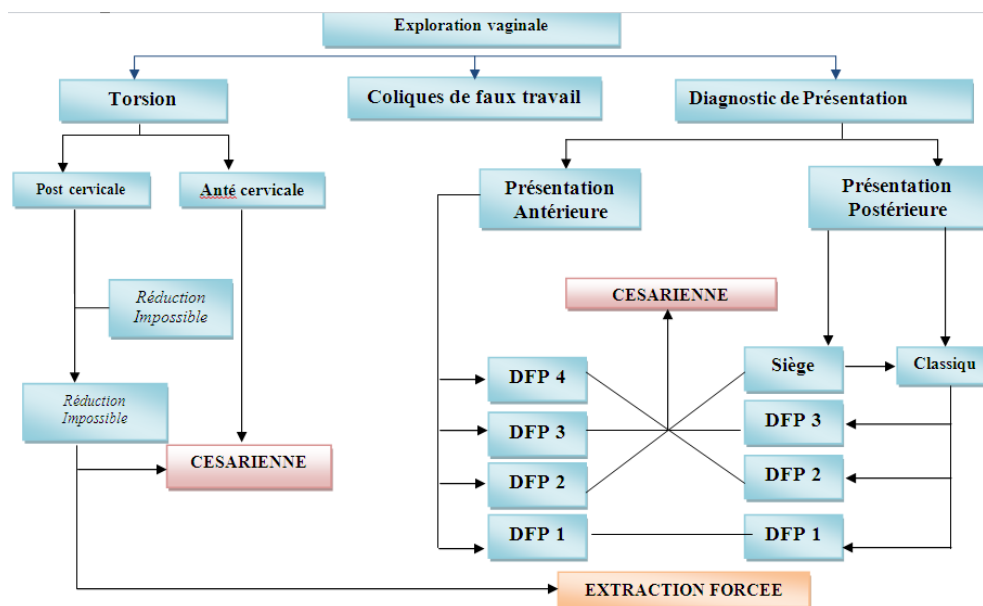 Exploration vaginale
Torsion
Coliques de faux travail
Diagnostic de Présentation
Post cervicale
Anté cervicale
Présentation
Antérieure
Présentation
Postérieure
Réduction
Impossible
CESARIENNE
DFP 4
Siège
Classiqu
Réduction
Impossible
DFP 3
DFP 3
CESARIENNE
DFP 2
DFP 2
DFP 1
DFP 1
EXTRACTION FORCEE